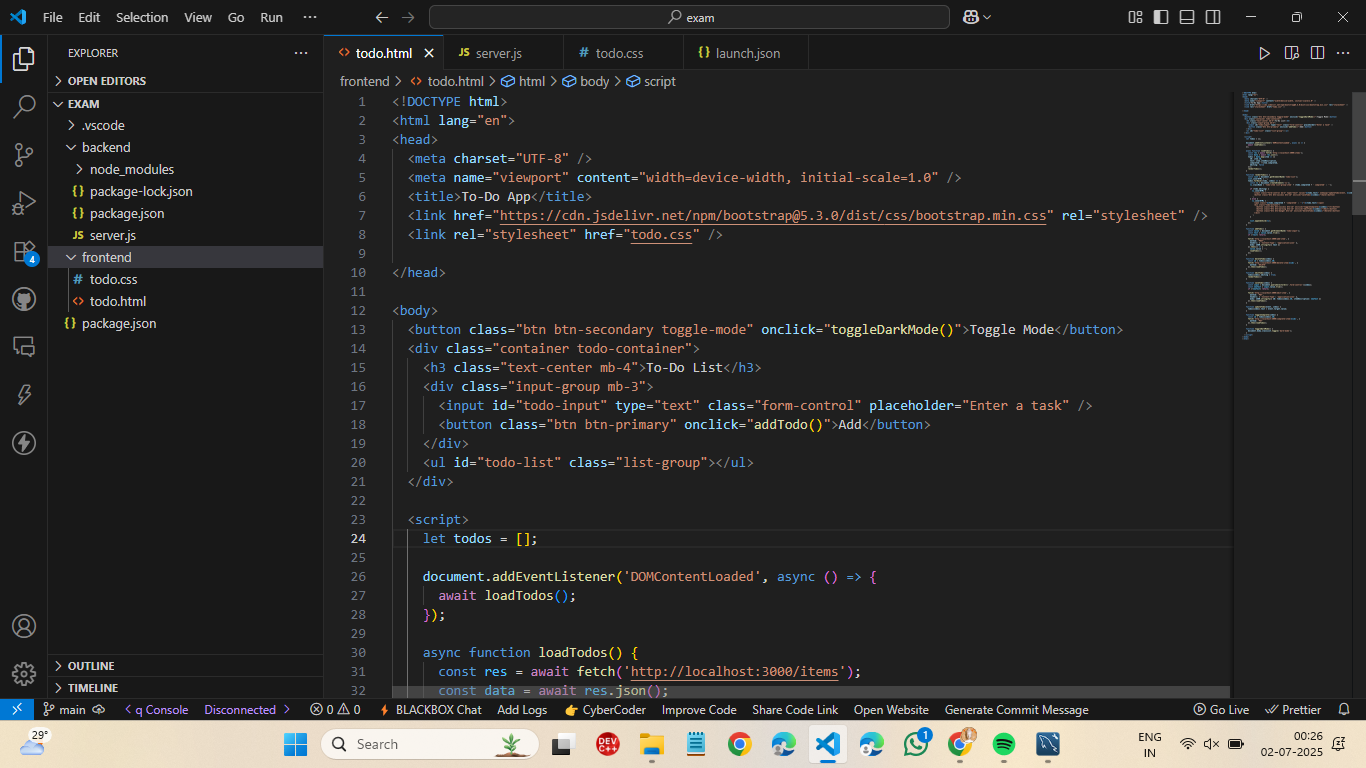 File Edit Selection View Go Run ···
exam
EXPLORER
OPEN EDITORS
EXAM
.vscode
backend
node_modules
package-lock.json
package.json
JS server.js
frontend
# todo.css
<> todo.html
{} package.json
OUTLINE
TIMELINE
4
<> todo.html
JS server.js
# todo.css
{} launch.json
frontend > <> todo.html > html > body > script
1 <!DOCTYPE html>
2 <html lang="en">
3 <head>
4 <meta charset="UTF-8" />
5 <meta name="viewport" content="width=device-width, initial-scale=1.0" />
6 <title>To-Do App</title>
7 <link href="https://cdn.jsdelivr.net/npm/bootstrap@5.3.0/dist/css/bootstrap.min.css" rel="stylesheet" />
8 <link rel="stylesheet" href="todo.css" />
9
10 </head>
11
12 <body>
13 <button class="btn btn-secondary toggle-mode" onclick="toggleDarkMode()">Toggle Mode</button>
14 <div class="container todo-container">
15 <h3 class="text-center mb-4">To-Do List</h3>
16 <div class="input-group mb-3">
17 <input id="todo-input" type="text" class="form-control" placeholder="Enter a task" />
18 <button class="btn btn-primary" onclick="addTodo()">Add</button>
19 </div>
20 <ul id="todo-list" class="list-group"></ul>
21 </div>
22
23 <script>
24 let todos = [];
25
26 document.addEventListener('DOMContentLoaded', async () => {
27 await loadTodos();
28 });
29
30 async function loadTodos() {
31 const res = await fetch('http://localhost:3000/items');
32 const data = await res.json();
main
q Console
Disconnected
0 0
BLACKBOX Chat
Add Logs
CyberCoder
Improve Code
Share Code Link
Open Website
Generate Commit Message
Go Live
Prettier
29°
Search
DEV C++
1
ENG
IN
00:26
02-07-2025